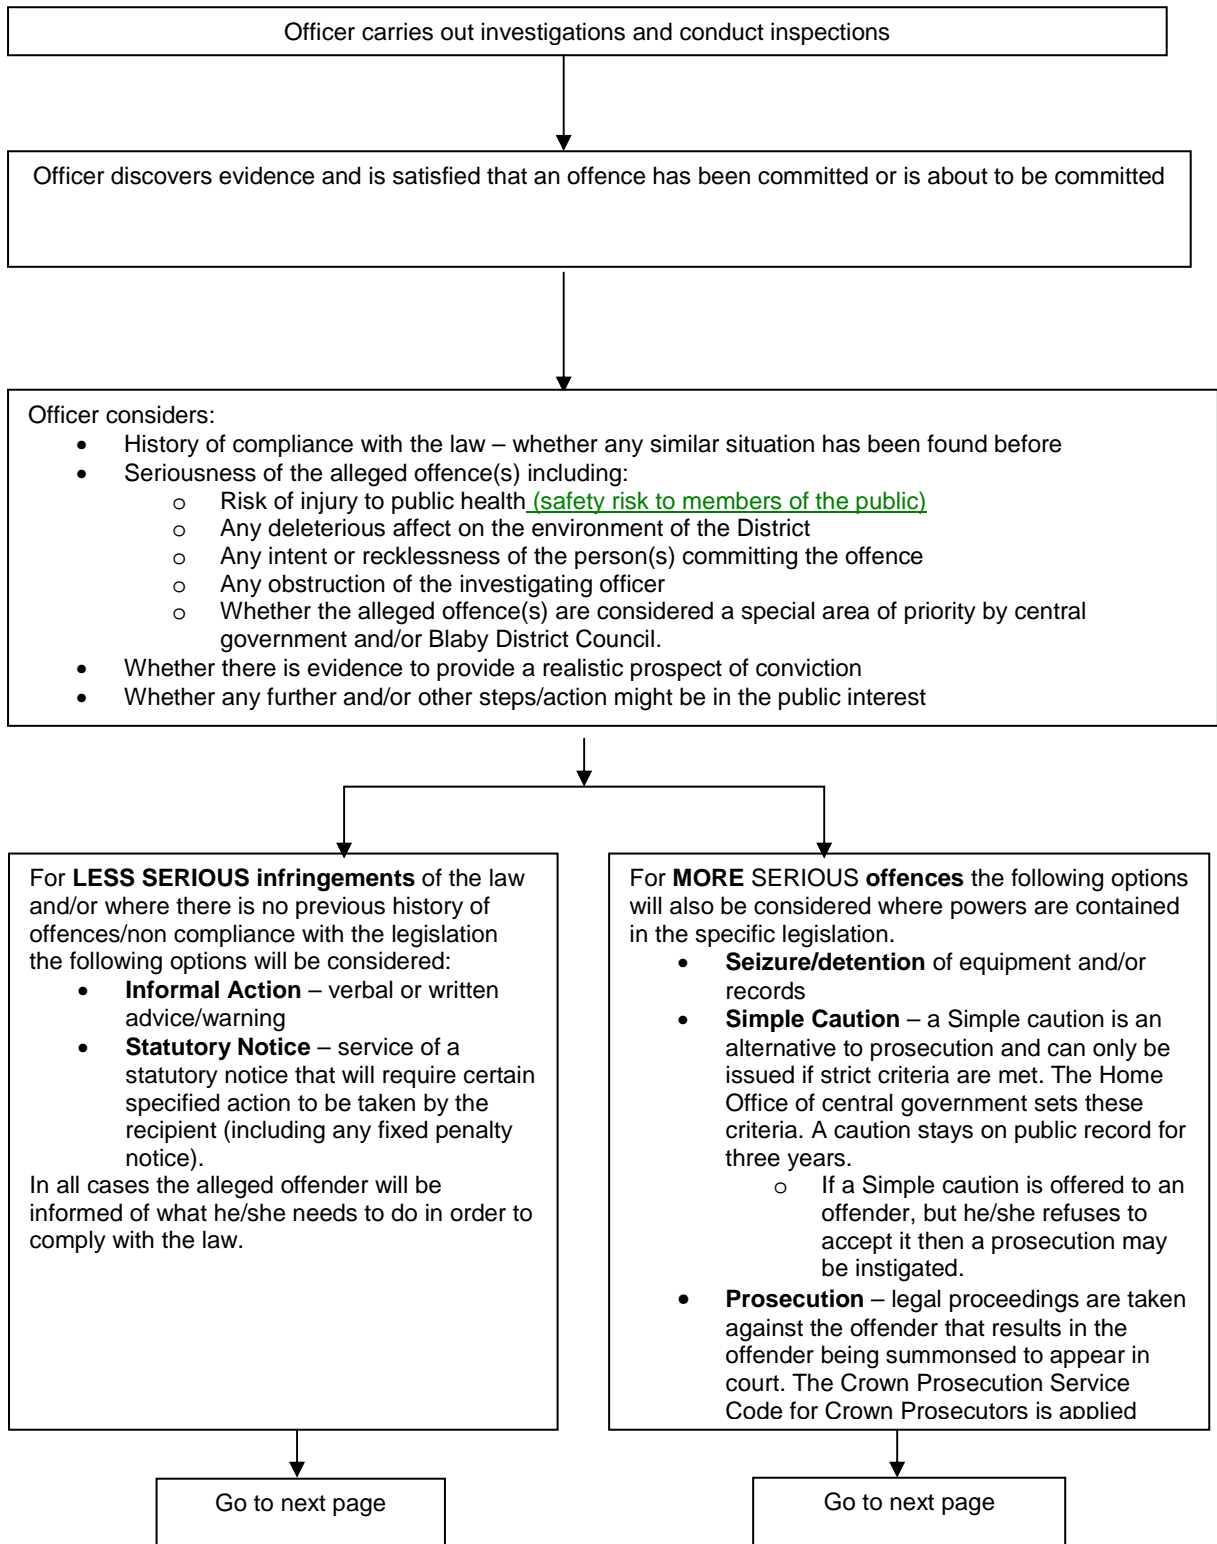 Officer carries out investigations and conduct inspections
Officer discovers evidence and is satisfied that an offence has been committed or is about to be committed
Officer considers:
• History of compliance with the law – whether any similar situation has been found before
• Seriousness of the alleged offence(s) including:
o Risk of injury to public health (safety risk to members of the public)
o Any deleterious affect on the environment of the District
o Any intent or recklessness of the person(s) committing the offence
o Any obstruction of the investigating officer
o Whether the alleged offence(s) are considered a special area of priority by central
government and/or Blaby District Council.
• Whether there is evidence to provide a realistic prospect of conviction
• Whether any further and/or other steps/action might be in the public interest
For LESS SERIOUS infringements of the law
and/or where there is no previous history of
offences/non compliance with the legislation
the following options will be considered:
• Informal Action – verbal or written
advice/warning
• Statutory Notice – service of a
statutory notice that will require certain
specified action to be taken by the
recipient (including any fixed penalty
notice).
In all cases the alleged offender will be
informed of what he/she needs to do in order to
comply with the law.
For MORE SERIOUS offences the following options
will also be considered where powers are contained
in the specific legislation.
• Seizure/detention of equipment and/or
records
• Simple Caution – a Simple caution is an
alternative to prosecution and can only be
issued if strict criteria are met. The Home
Office of central government sets these
criteria. A caution stays on public record for
three years.
o If a Simple caution is offered to an
offender, but he/she refuses to
accept it then a prosecution may
be instigated.
• Prosecution – legal proceedings are taken
against the offender that results in the
offender being summonsed to appear in
court. The Crown Prosecution Service
Code for Crown Prosecutors is applied
Go to next page
Go to next page